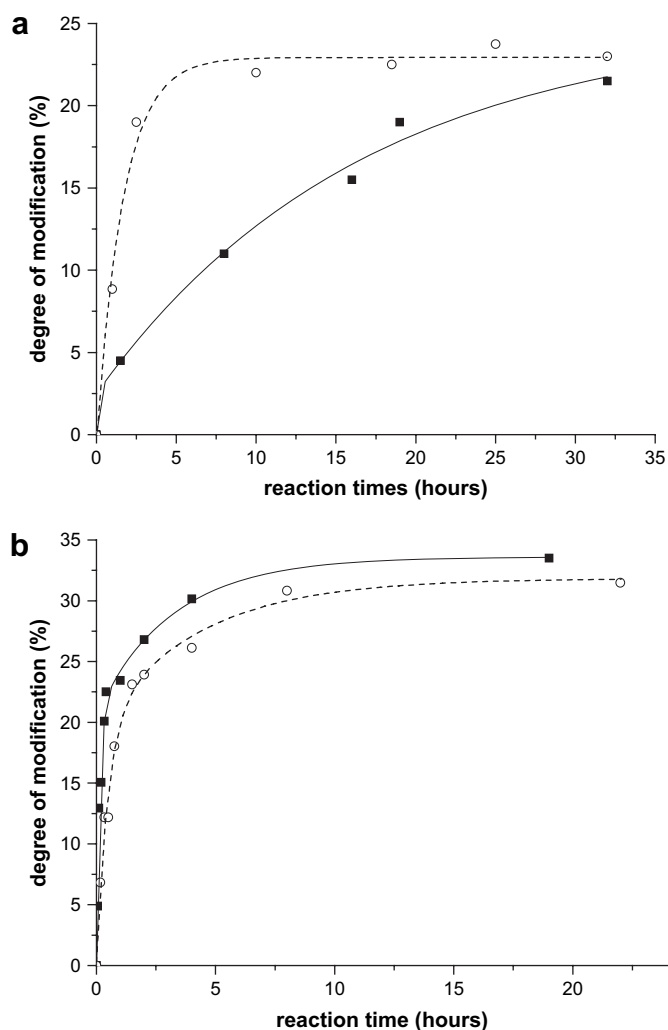 a
25
20
15
10
5
0
degree of modification (%)
0 5 10 15 20 25 30 35
reaction times (hours)
b
35
30
25
20
15
10
5
0
degree of modification (%)
0 5 10 15 20
reaction time (hours)